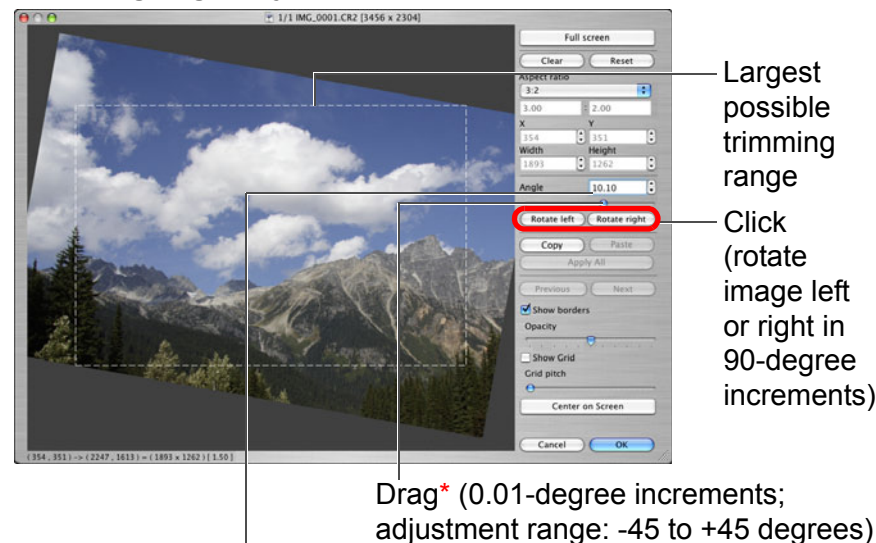 1/1 IMG_0001.CR2 [3456 x 2304]
Full screen
Clear Reset
Aspect ratio
3:2
3.00 : 2.00
X Y
354 351
Width Height
1893 1262
Angle 10.10
Rotate left Rotate right
Copy Paste
Apply All
Previous Next
Show borders
Opacity
Show Grid
Grid pitch
Center on Screen
Cancel OK
( 354 , 351 ) -> ( 2247 , 1613 ) = ( 1893 x 1262 ) [ 1.50 ]
Largest
possible
trimming
range
Click
(rotate
image left
or right in
90-degree
increments)
Drag* (0.01-degree increments;
adjustment range: -45 to +45 degrees)